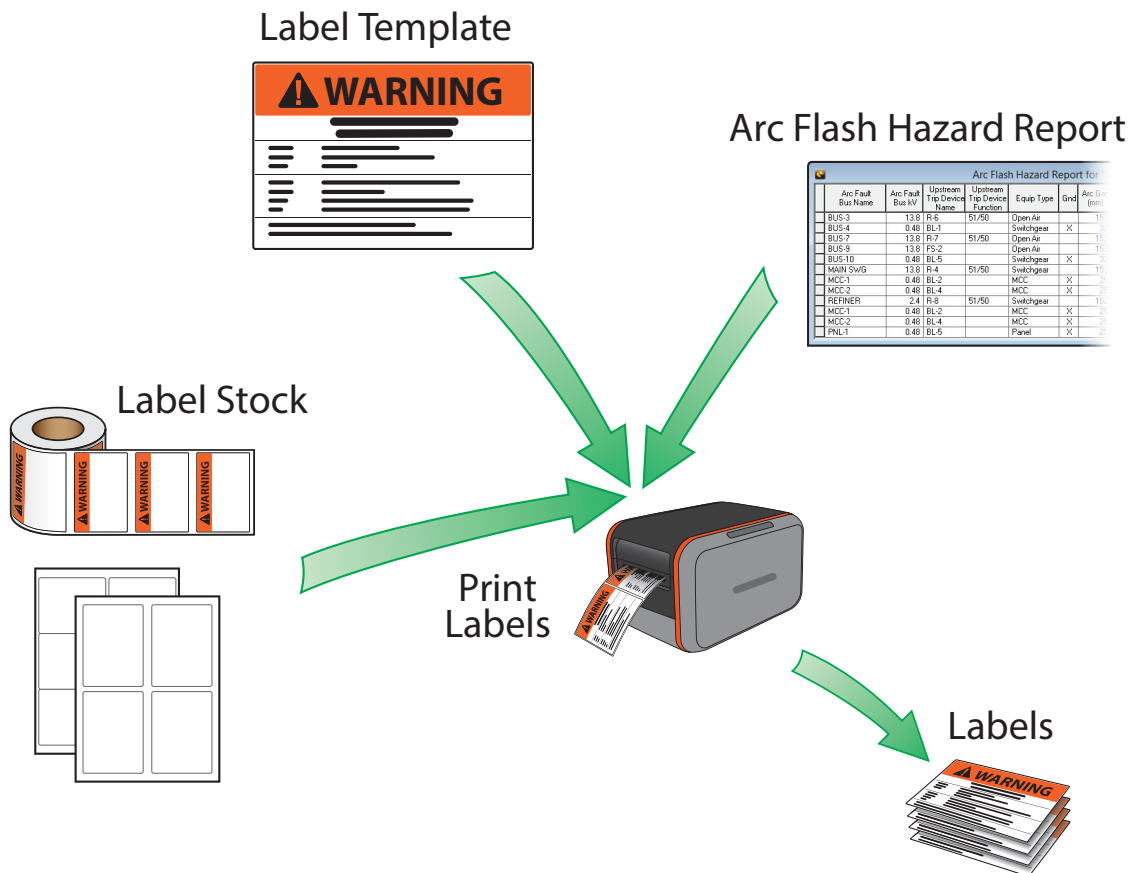 Label Template
WARNING
Arc Flash Hazard Report
Arc Flash Hazard Report for
Arc Fault Bus Name Arc Fault Bus kV Upstream Trip Device Name Upstream Trip Device Function Equip Type Gnd Arc Gap (mm)
BUS-3 13.8 R-6 51/50 Open Air
BUS-4 0.48 BL-1 Switchgear X
BUS-7 13.8 R-7 51/50 Open Air
BUS-9 13.8 FS-2 Open Air
BUS-10 0.48 BL-5 Switchgear X
MAIN SWG 13.8 R-4 51/50 Switchgear
MCC-1 0.48 BL-2 MCC X
MCC-2 0.48 BL-4 MCC X
REFINER 2.4 R-8 51/50 Switchgear
MCC-1 0.48 BL-2 MCC X
MCC-2 0.48 BL-4 MCC X
PNL-1 0.48 BL-5 Panel X
Label Stock
WARNING
WARNING
WARNING
WARNING
Print
Labels
WARNING
WARNING
Labels
WARNING